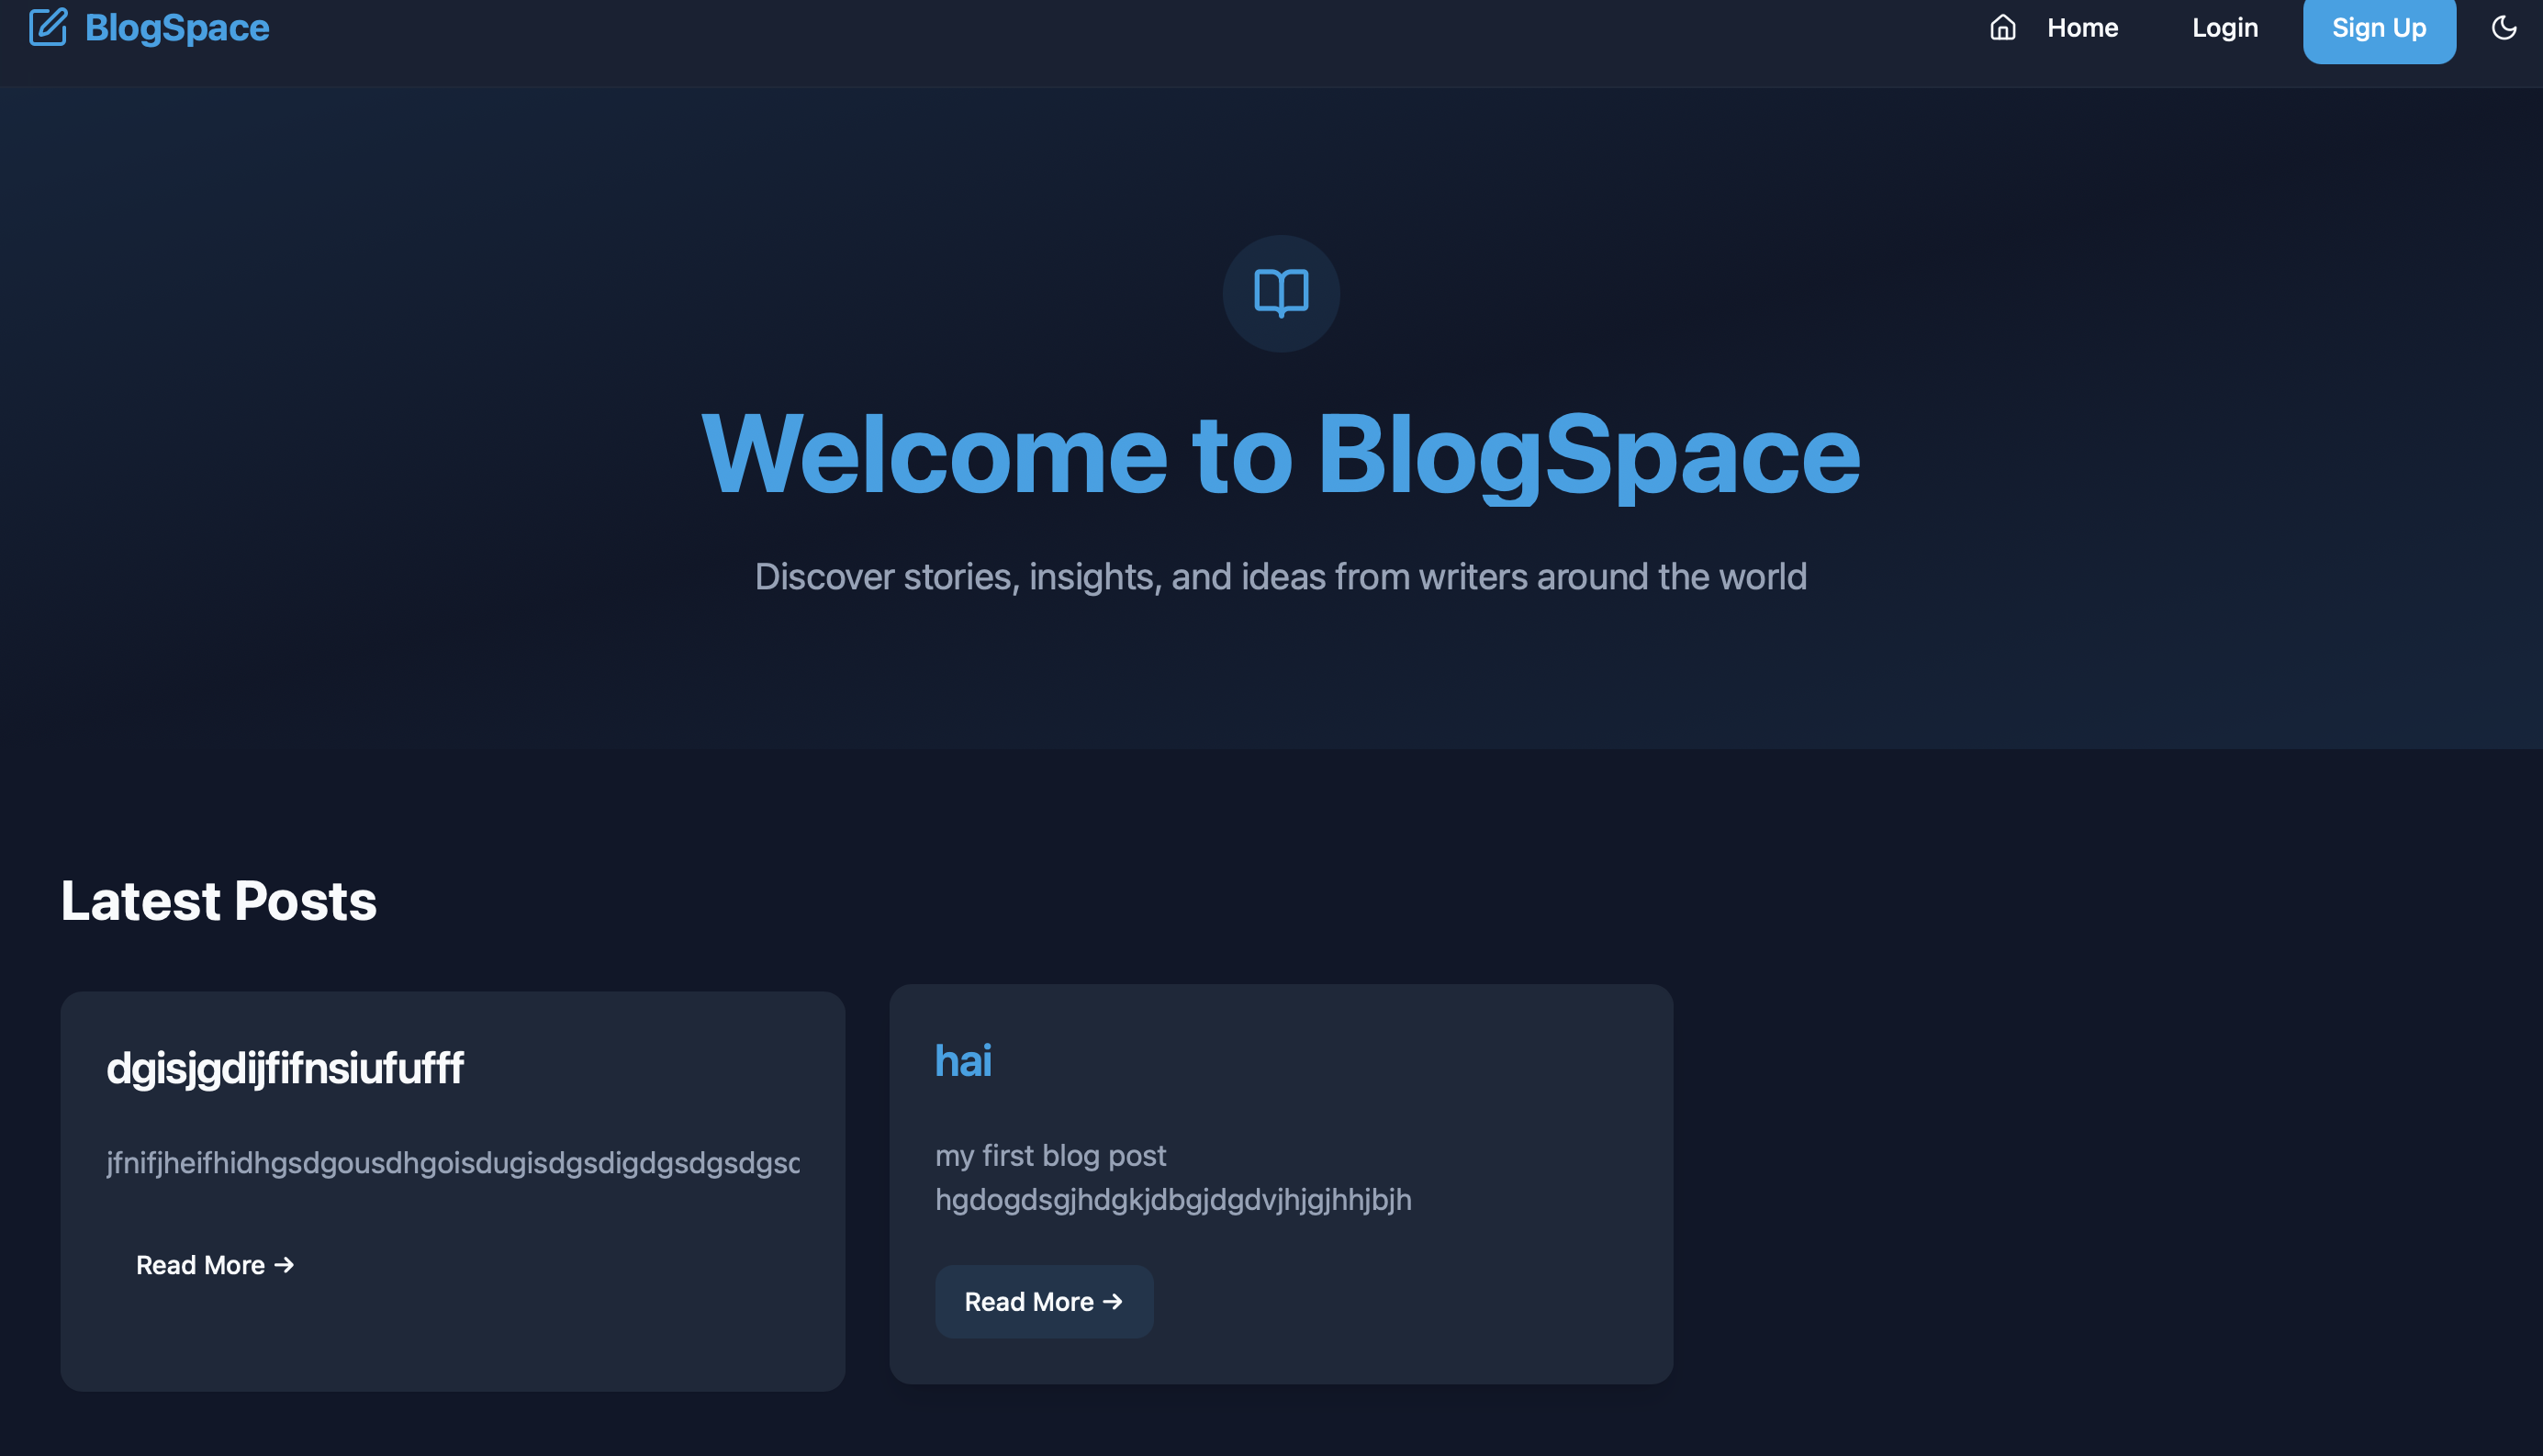 BlogSpace
Home
Login
Sign Up
Welcome to BlogSpace
Discover stories, insights, and ideas from writers around the world
Latest Posts
dgisjgdijfifnsiufufff
jfnifjheifhidhgsdgousdhgoisdugisdgsdigdgsdgsdgsc
Read More →
hai
my first blog post
hgdogdsgjhdgkjdbgjdgdvjhjgjhhjbjh
Read More →